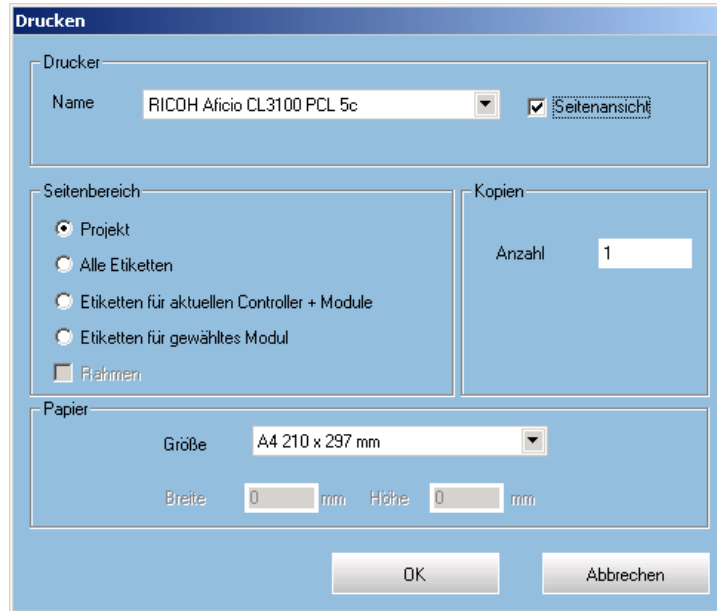 Drucken
Drucker
Name RICOH Aficio CL3100 PCL 5c Seitenansicht
Seitenbereich
Projekt
Alle Etiketten
Etiketten für aktuellen Controller + Module
Etiketten für gewähltes Modul
Rahmen
Kopien
Anzahl 1
Papier
Größe A4 210 x 297 mm
Breite 0 mm Höhe 0 mm
OK Abbrechen